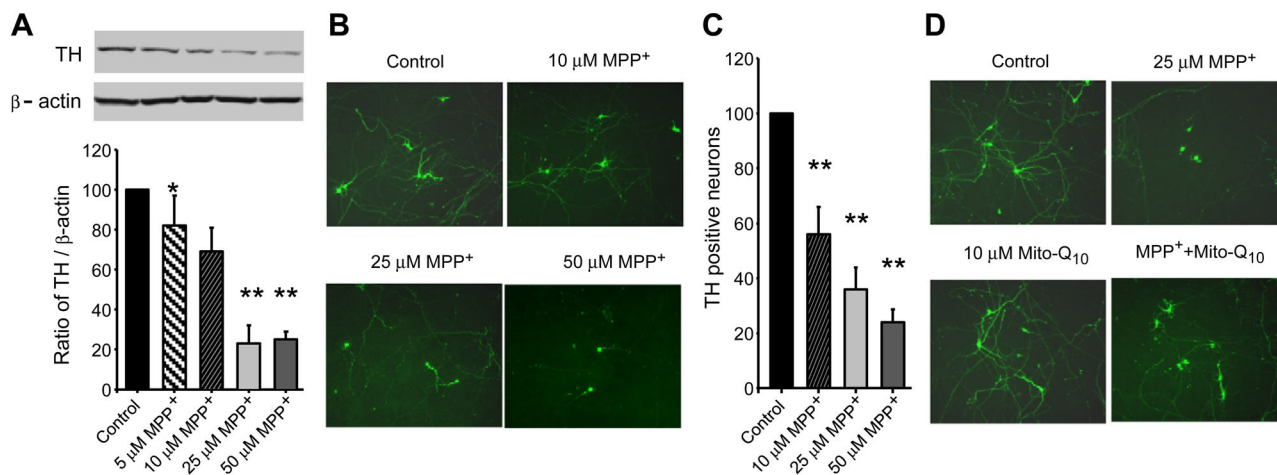 A
TH
β- actin
Ratio of TH / β-actin
120
100
80
60
40
20
0
*
**
**
Control
5 μM MPP⁺
10 μM MPP⁺
25 μM MPP⁺
50 μM MPP⁺
B
Control
10 μM MPP⁺
25 μM MPP⁺
50 μM MPP⁺
C
TH positive neurons
120
100
80
60
40
20
0
**
**
**
Control
10 μM MPP⁺
25 μM MPP⁺
50 μM MPP⁺
D
Control
25 μM MPP⁺
10 μM Mito-Q₁₀
MPP⁺+Mito-Q₁₀